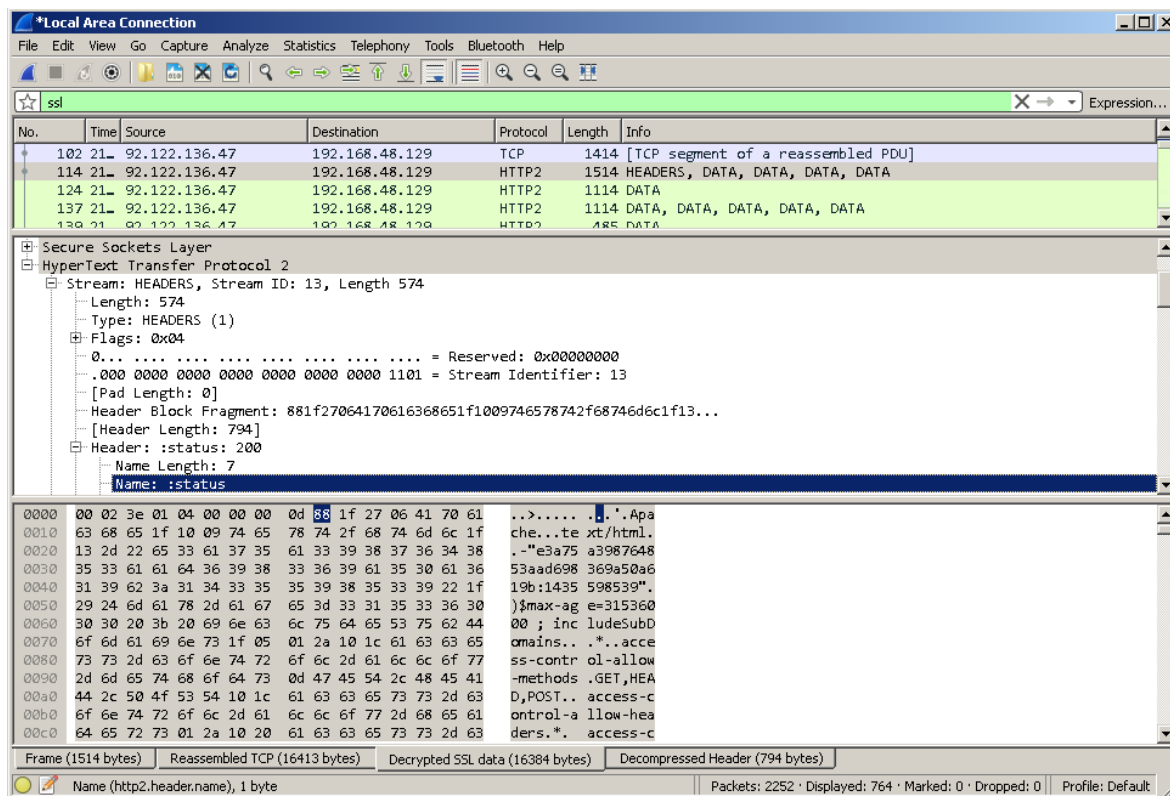 *Local Area Connection
File Edit View Go Capture Analyze Statistics Telephony Tools Bluetooth Help
ssl Expression...
No. Time Source Destination Protocol Length Info
102 21… 92.122.136.47 192.168.48.129 TCP 1414 [TCP segment of a reassembled PDU]
114 21… 92.122.136.47 192.168.48.129 HTTP2 1514 HEADERS, DATA, DATA, DATA, DATA
124 21… 92.122.136.47 192.168.48.129 HTTP2 1114 DATA
137 21… 92.122.136.47 192.168.48.129 HTTP2 1114 DATA, DATA, DATA, DATA, DATA
139 21 92.122.136.47 192.168.48.129 HTTP2 485 DATA
Secure Sockets Layer
HyperText Transfer Protocol 2
Stream: HEADERS, Stream ID: 13, Length 574
Length: 574
Type: HEADERS (1)
Flags: 0x04
0... .... .... .... .... .... .... .... = Reserved: 0x00000000
.000 0000 0000 0000 0000 0000 0000 1101 = Stream Identifier: 13
[Pad Length: 0]
Header Block Fragment: 881f27064170616368651f1009746578742f68746d6c1f13...
[Header Length: 794]
Header: :status: 200
Name Length: 7
Name: :status
0000 00 02 3e 01 04 00 00 00 0d 88 1f 27 06 41 70 61 ..>..... ...'.Apa
0010 63 68 65 1f 10 09 74 65 78 74 2f 68 74 6d 6c 1f che...te xt/html.
0020 13 2d 22 65 33 61 37 35 61 33 39 38 37 36 34 38 .-"e3a75 a3987648
0030 35 33 61 61 64 36 39 38 33 36 39 61 35 30 61 36 53aad698 369a50a6
0040 31 39 62 3a 31 34 33 35 35 39 38 35 33 39 22 1f 19b:1435 598539".
0050 29 24 6d 61 78 2d 61 67 65 3d 33 31 35 33 36 30 )$max-ag e=315360
0060 30 30 20 3b 20 69 6e 63 6c 75 64 65 53 75 62 44 00 ; inc ludeSubD
0070 6f 6d 61 69 6e 73 1f 05 01 2a 10 1c 61 63 63 65 omains.. .*..acce
0080 73 73 2d 63 6f 6e 74 72 6f 6c 2d 61 6c 6c 6f 77 ss-contr ol-allow
0090 2d 6d 65 74 68 6f 64 73 0d 47 45 54 2c 48 45 41 -methods .GET,HEA
00a0 44 2c 50 4f 53 54 10 1c 61 63 63 65 73 73 2d 63 D,POST.. access-c
00b0 6f 6e 74 72 6f 6c 2d 61 6c 6c 6f 77 2d 68 65 61 ontrol-a llow-hea
00c0 64 65 72 73 01 2a 10 20 61 63 63 65 73 73 2d 63 ders.*.  access-c
Frame (1514 bytes) Reassembled TCP (16413 bytes) Decrypted SSL data (16384 bytes) Decompressed Header (794 bytes)
Name (http2.header.name), 1 byte Packets: 2252 · Displayed: 764 · Marked: 0 · Dropped: 0 Profile: Default